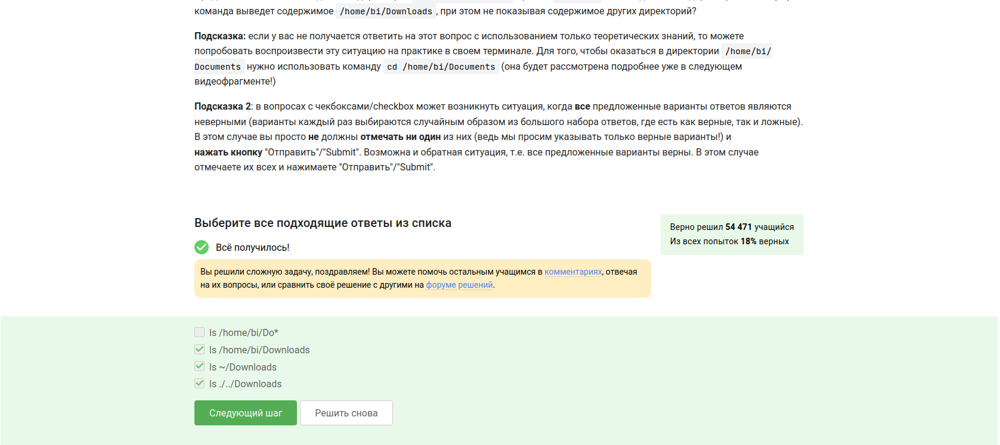 команда выведет содержимое /home/bi/Downloads, при этом не показывая содержимое других директорий?
Подсказка: если у вас не получается ответить на этот вопрос с использованием только теоретических знаний, то можете
попробовать воспроизвести эту ситуацию на практике в своем терминале. Для того, чтобы оказаться в директории /home/bi/
Documents нужно использовать команду cd /home/bi/Documents (она будет рассмотрена подробнее уже в следующем
видеофрагменте!)
Подсказка 2: в вопросах с чекбоксами/checkbox может возникнуть ситуация, когда все предложенные варианты ответов являются
неверными (варианты каждый раз выбираются случайным образом из большого набора ответов, где есть как верные, так и ложные).
В этом случае вы просто не должны отмечать ни один из них (ведь мы просим указывать только верные варианты!) и
нажать кнопку "Отправить"/"Submit". Возможна и обратная ситуация, т.е. все предложенные варианты верны. В этом случае
отмечаете их всех и нажимаете "Отправить"/"Submit".
Выберите все подходящие ответы из списка
Верно решил 54 471 учащийся
Из всех попыток 18% верных
Всё получилось!
Вы решили сложную задачу, поздравляем! Вы можете помочь остальным учащимся в комментариях, отвечая
на их вопросы, или сравнить своё решение с другими на форуме решений.
ls /home/bi/Do*
ls /home/bi/Downloads
ls ~/Downloads
ls ./../Downloads
Следующий шаг
Решить снова